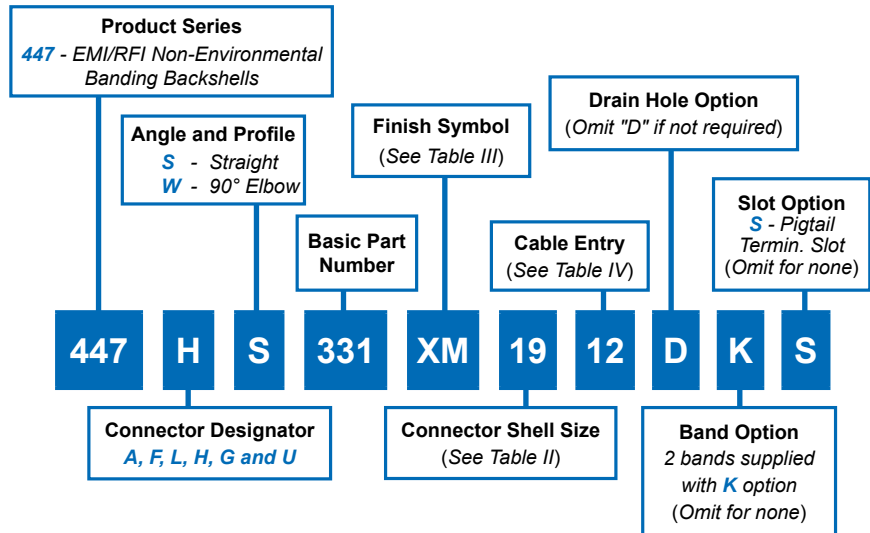 Product Series
447 - EMI/RFI Non-Environmental
Banding Backshells
Angle and Profile
S - Straight
W - 90° Elbow
Finish Symbol
(See Table III)
Drain Hole Option
(Omit "D" if not required)
Basic Part
Number
Cable Entry
(See Table IV)
Slot Option
S - Pigtail
Termin. Slot
(Omit for none)
447 H S 331 XM 19 12 D K S
Connector Designator
A, F, L, H, G and U
Connector Shell Size
(See Table II)
Band Option
2 bands supplied
with K option
(Omit for none)